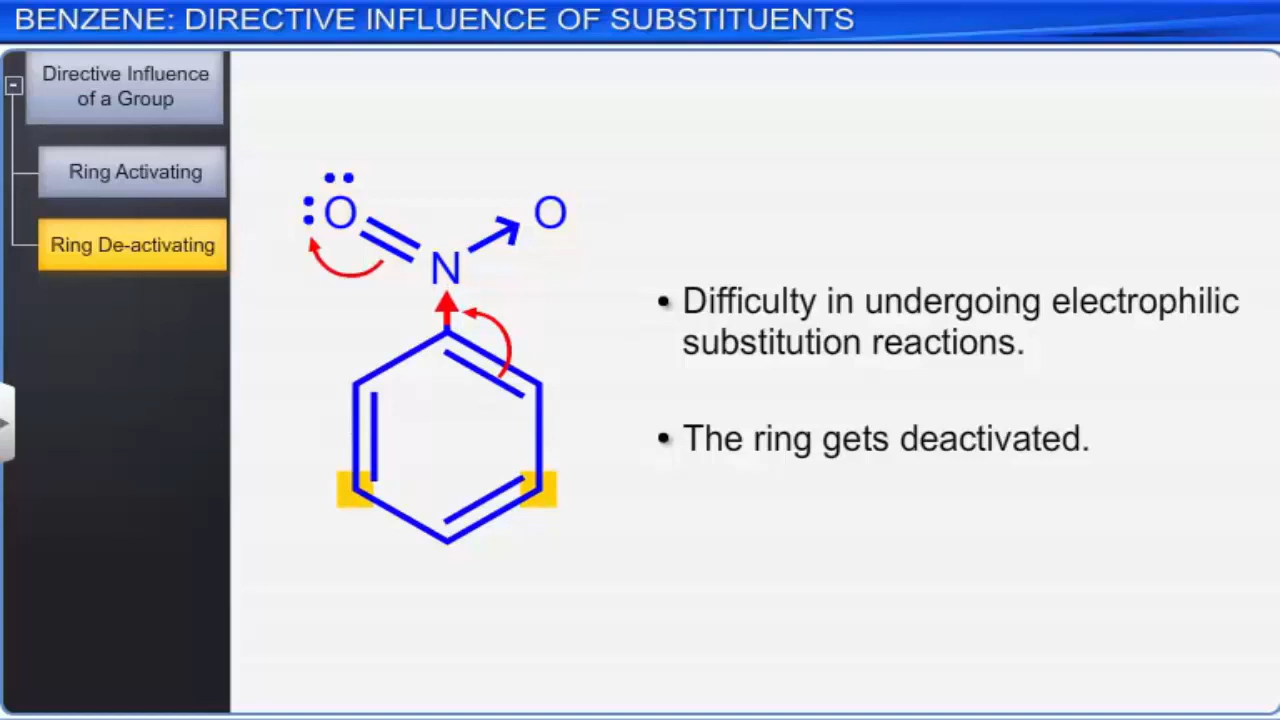 BENZENE: DIRECTIVE INFLUENCE OF SUBSTITUENTS
Directive Influence
of a Group
Ring Activating
Ring De-activating
O
O
N
• Difficulty in undergoing electrophilic
substitution reactions.
• The ring gets deactivated.